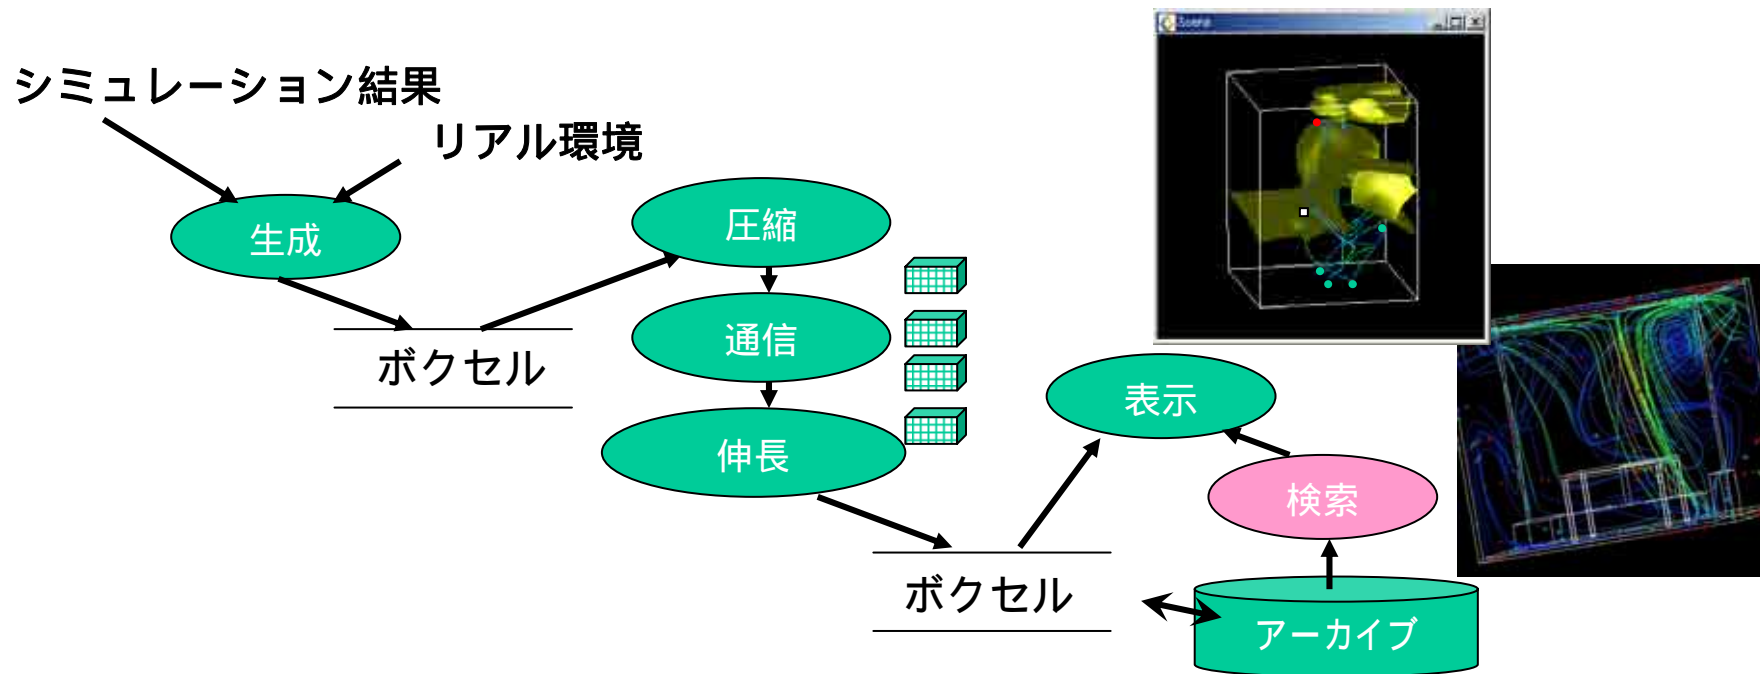 シミュレーション結果
リアル環境
生成
圧縮
通信
ボクセル
伸長
表示
検索
ボクセル
アーカイブ